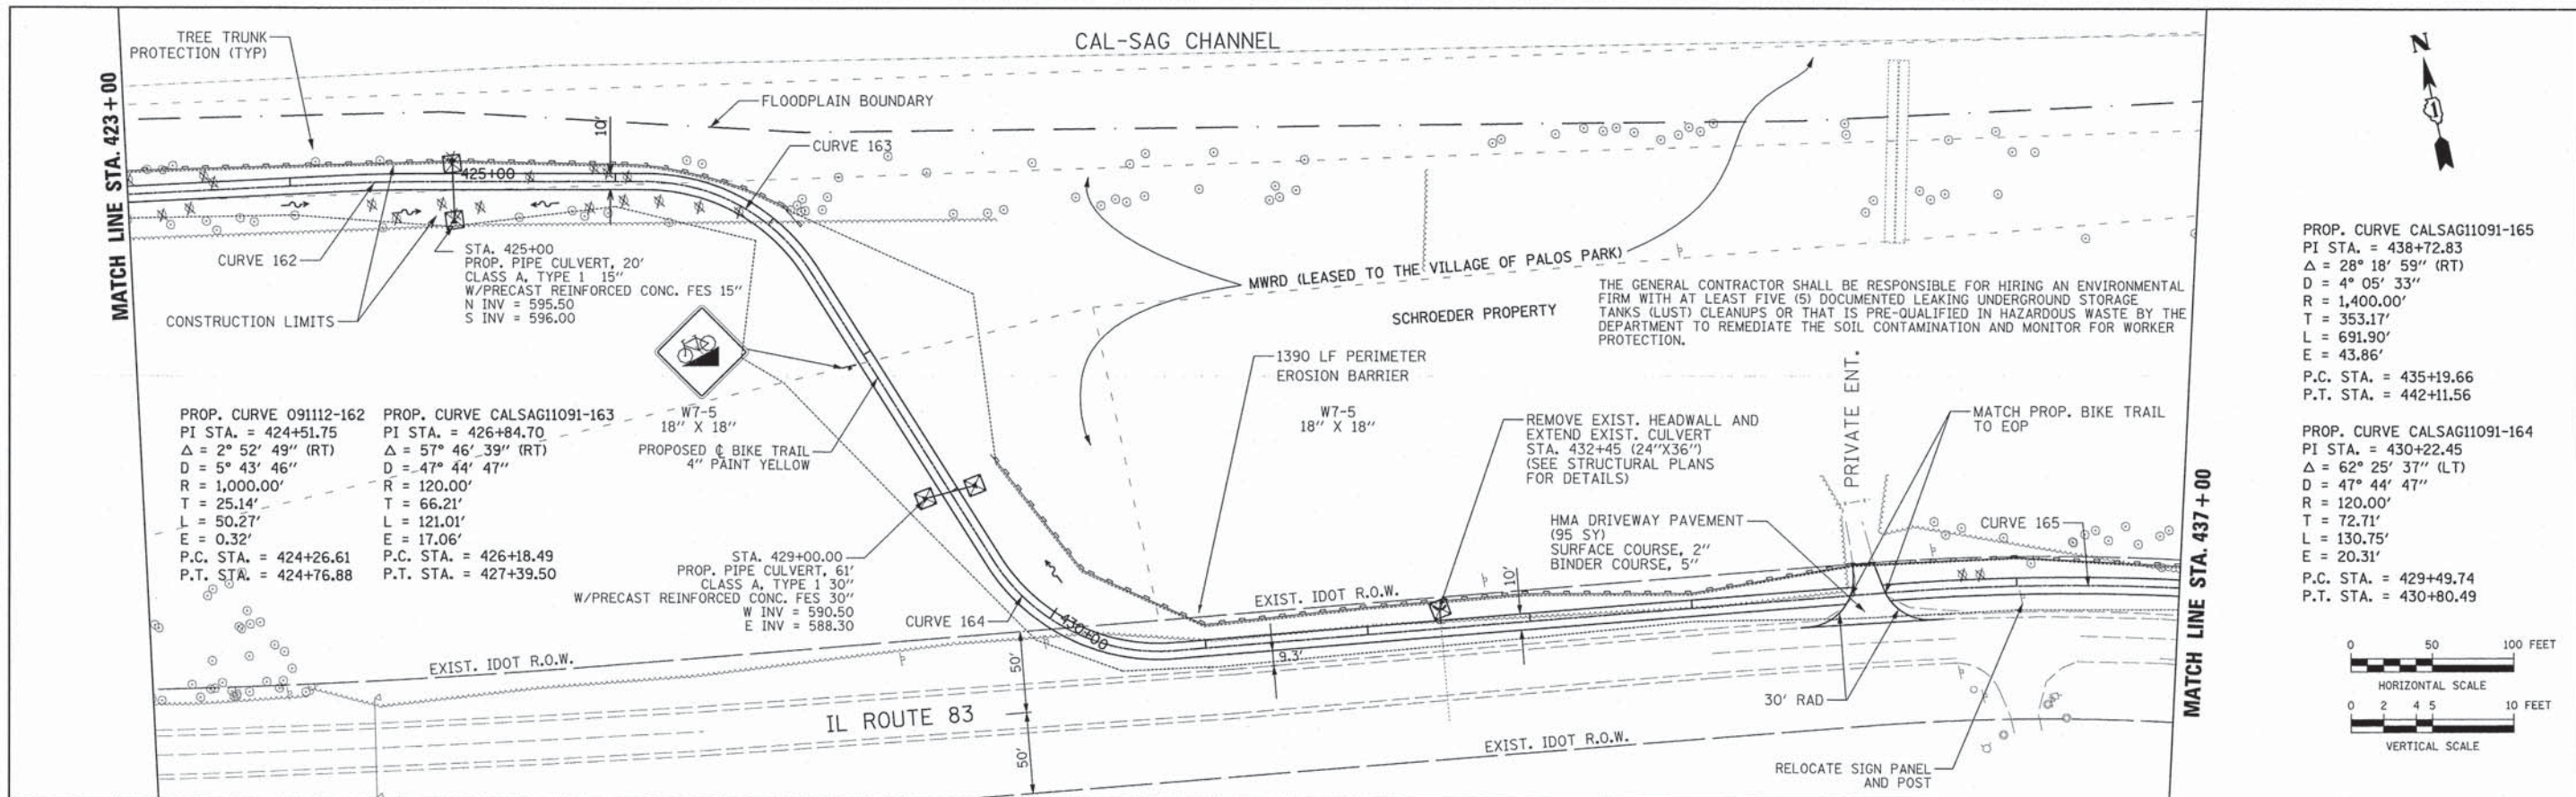 CAL-SAG CHANNEL
TREE TRUNK
PROTECTION (TYP)
MATCH LINE STA. 423+00
FLOODPLAIN BOUNDARY
10'
CURVE 163
425+00
CURVE 162
STA. 425+00
PROP. PIPE CULVERT, 20'
CLASS A, TYPE 1 15"
W/PRECAST REINFORCED CONC. FES 15"
N INV = 595.50
S INV = 596.00
CONSTRUCTION LIMITS
MWRD (LEASED TO THE VILLAGE OF PALOS PARK)
SCHROEDER PROPERTY
THE GENERAL CONTRACTOR SHALL BE RESPONSIBLE FOR HIRING AN ENVIRONMENTAL
FIRM WITH AT LEAST FIVE (5) DOCUMENTED LEAKING UNDERGROUND STORAGE
TANKS (LUST) CLEANUPS OR THAT IS PRE-QUALIFIED IN HAZARDOUS WASTE BY THE
DEPARTMENT TO REMEDIATE THE SOIL CONTAMINATION AND MONITOR FOR WORKER
PROTECTION.
1390 LF PERIMETER
EROSION BARRIER
PROP. CURVE 091112-162
PI STA. = 424+51.75
Δ = 2° 52' 49" (RT)
D = 5° 43' 46"
R = 1,000.00'
T = 25.14'
L = 50.27'
E = 0.32'
P.C. STA. = 424+26.61
P.T. STA. = 424+76.88
PROP. CURVE CALSAG11091-163
PI STA. = 426+84.70
Δ = 57° 46' 39" (RT)
D = 47° 44' 47"
R = 120.00'
T = 66.21'
L = 121.01'
E = 17.06'
P.C. STA. = 426+18.49
P.T. STA. = 427+39.50
W7-5
18" X 18"
PROPOSED ℄ BIKE TRAIL
4" PAINT YELLOW
W7-5
18" X 18"
REMOVE EXIST. HEADWALL AND
EXTEND EXIST. CULVERT
STA. 432+45 (24"X36")
(SEE STRUCTURAL PLANS
FOR DETAILS)
PRIVATE ENT.
MATCH PROP. BIKE TRAIL
TO EOP
STA. 429+00.00
PROP. PIPE CULVERT, 61'
CLASS A, TYPE 1 30"
W/PRECAST REINFORCED CONC. FES 30"
W INV = 590.50
E INV = 588.30
HMA DRIVEWAY PAVEMENT
(95 SY)
SURFACE COURSE, 2"
BINDER COURSE, 5"
CURVE 165
CURVE 164
430+00
EXIST. IDOT R.O.W.
10'
9.3'
EXIST. IDOT R.O.W.
50'
50'
IL ROUTE 83
EXIST. IDOT R.O.W.
30' RAD
RELOCATE SIGN PANEL
AND POST
MATCH LINE STA. 437+00
N
PROP. CURVE CALSAG11091-165
PI STA. = 438+72.83
Δ = 28° 18' 59" (RT)
D = 4° 05' 33"
R = 1,400.00'
T = 353.17'
L = 691.90'
E = 43.86'
P.C. STA. = 435+19.66
P.T. STA. = 442+11.56
PROP. CURVE CALSAG11091-164
PI STA. = 430+22.45
Δ = 62° 25' 37" (LT)
D = 47° 44' 47"
R = 120.00'
T = 72.71'
L = 130.75'
E = 20.31'
P.C. STA. = 429+49.74
P.T. STA. = 430+80.49
0 50 100 FEET
HORIZONTAL SCALE
0 2 4 5 10 FEET
VERTICAL SCALE